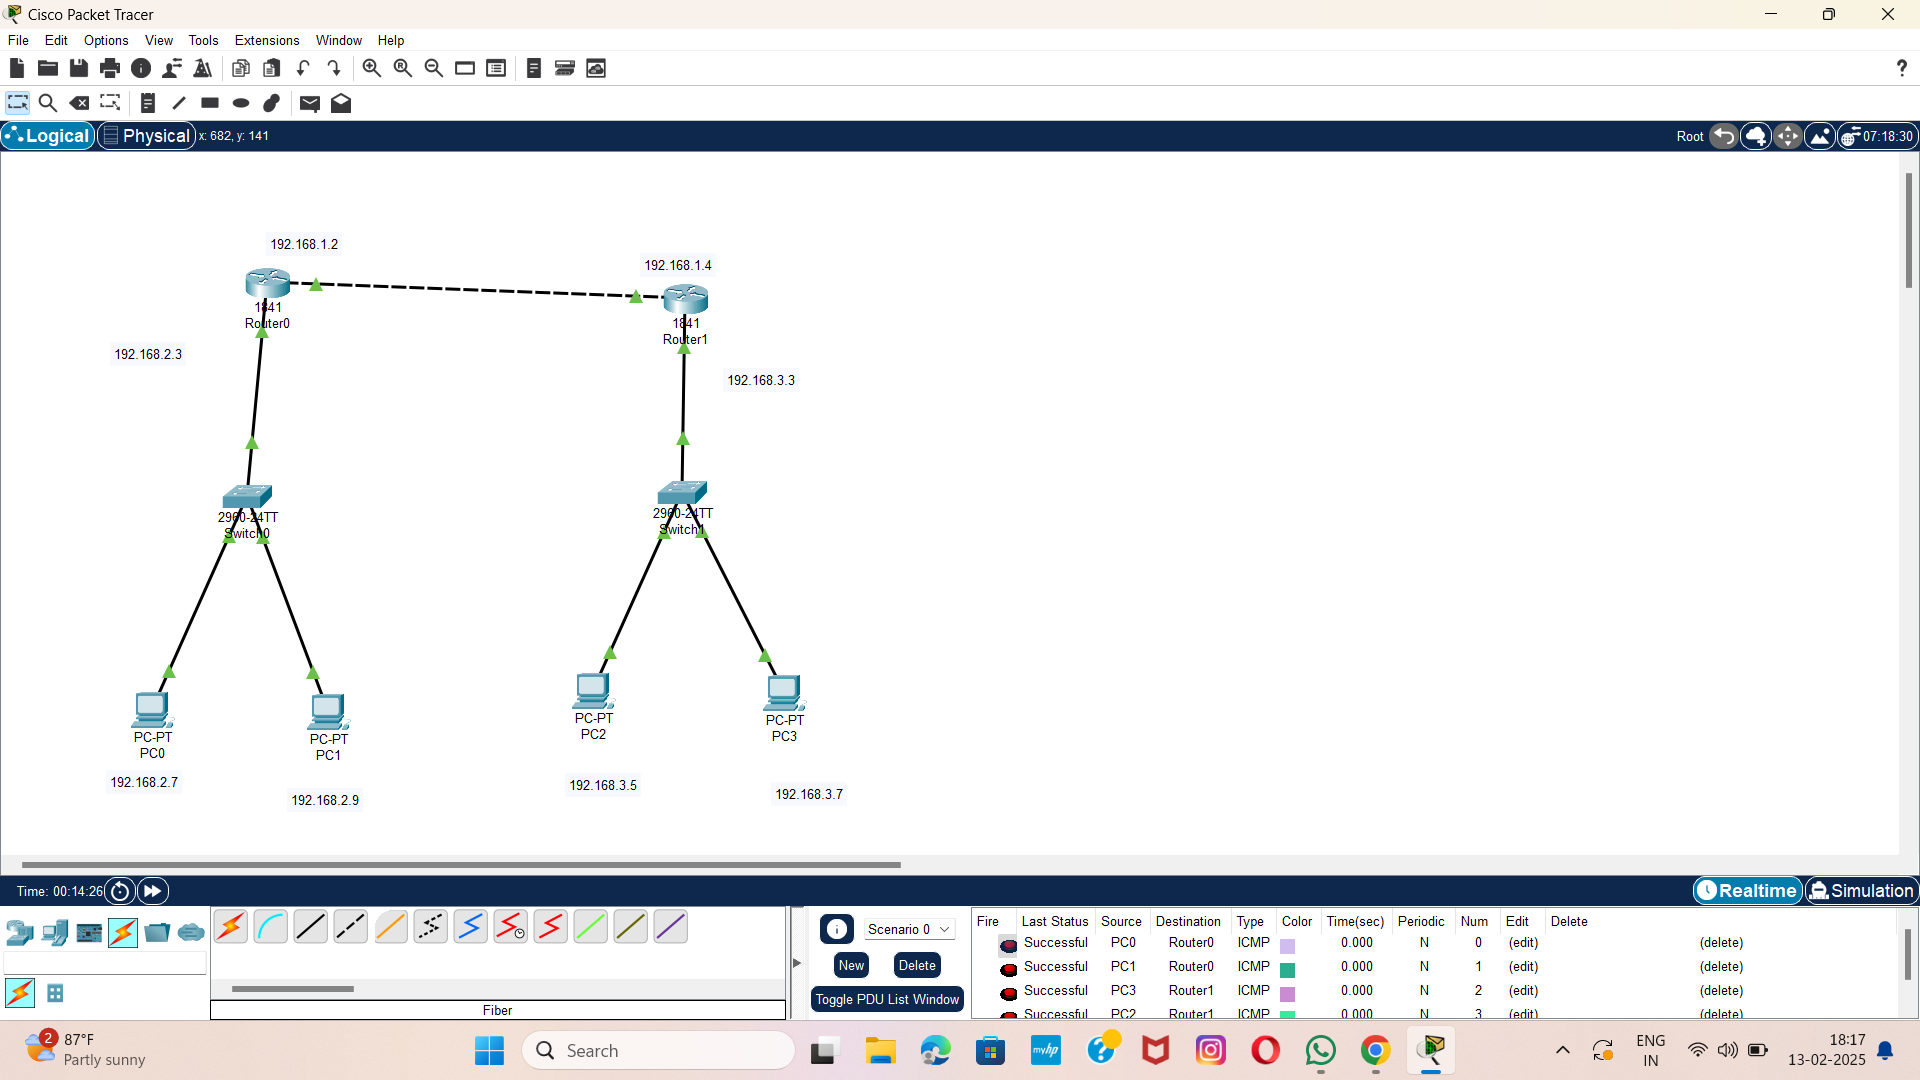 Cisco Packet Tracer
File Edit Options View Tools Extensions Window Help
?
Logical Physical x: 682, y: 141 Root 07:18:30
192.168.1.2
192.168.1.4
1841
Router0
1841
Router1
192.168.2.3
192.168.3.3
2960-24TT
Switch0
2960-24TT
Switch1
PC-PT
PC0
PC-PT
PC1
PC-PT
PC2
PC-PT
PC3
192.168.2.7
192.168.2.9
192.168.3.5
192.168.3.7
Time: 00:14:26 Realtime Simulation
Scenario 0
New Delete
Toggle PDU List Window
Fiber
Fire Last Status Source Destination Type Color Time(sec) Periodic Num Edit Delete
Successful PC0 Router0 ICMP 0.000 N 0 (edit) (delete)
Successful PC1 Router0 ICMP 0.000 N 1 (edit) (delete)
Successful PC3 Router1 ICMP 0.000 N 2 (edit) (delete)
Successful PC2 Router1 ICMP 0.000 N 3 (edit) (delete)
2
87°F
Partly sunny
Search
myhp
ENG
IN
18:17
13-02-2025